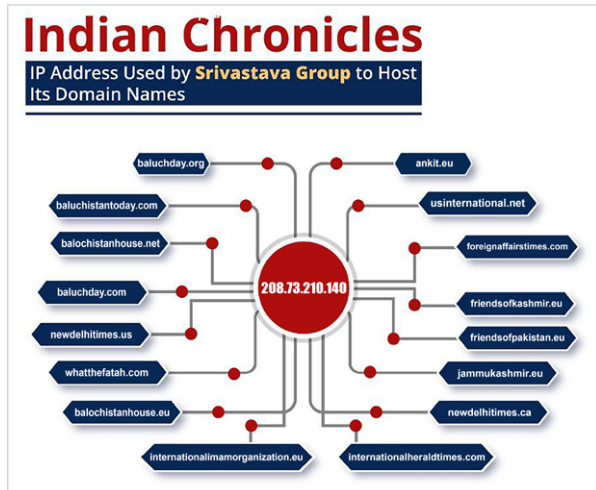 Indian Chronicles
IP Address Used by Srivastava Group to Host
Its Domain Names
baluchday.org
ankit.eu
baluchistantoday.com
usinternational.net
balochistanhouse.net
foreignaffairstimes.com
208.73.210.140
baluchday.com
friendsofkashmir.eu
newdelhitimes.us
friendsofpakistan.eu
whatthefatah.com
jammukashmir.eu
balochistanhouse.eu
newdelhitimes.ca
internationalimamorganization.eu
internationalheraldtimes.com